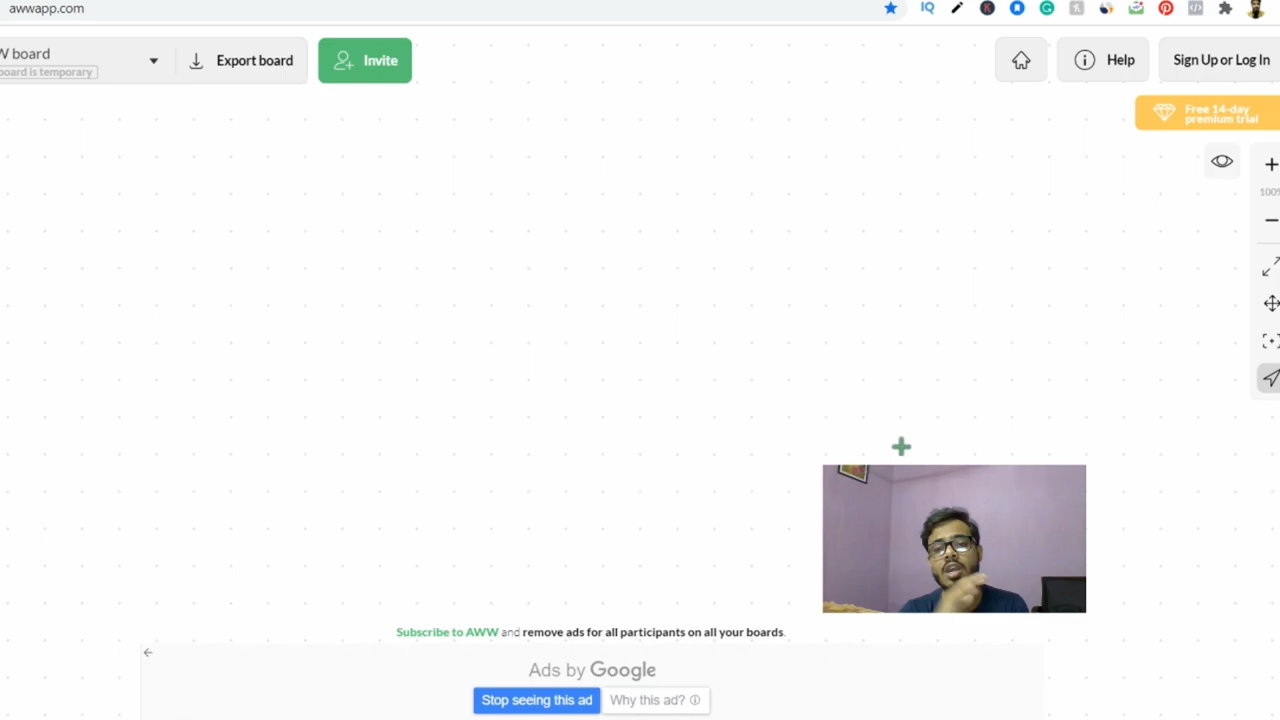 awwapp.com
W board
board is temporary
Export board
Invite
Help
Sign Up or Log In
Free 14-day
premium trial
100%
Subscribe to AWW and remove ads for all participants on all your boards.
Ads by Google
Stop seeing this ad
Why this ad?